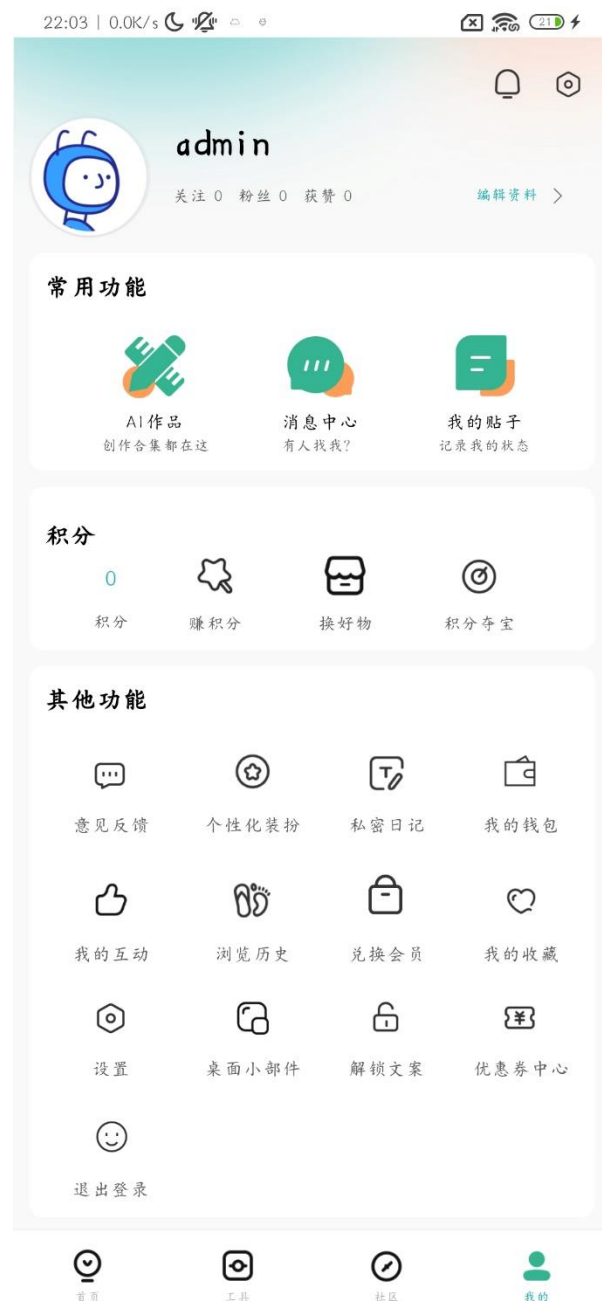 22:03 | 0.0K/s 21
admin
关注 0 粉丝 0 获赞 0 编辑资料
常用功能
AI作品 消息中心 我的贴子
创作合集都在这 有人找我? 记录我的状态
积分
0
积分 赚积分 换好物 积分夺宝
其他功能
意见反馈 个性化装扮 私密日记 我的钱包
我的互动 浏览历史 兑换会员 我的收藏
设置 桌面小部件 解锁文案 优惠券中心
退出登录
首页 工具 社区 我的